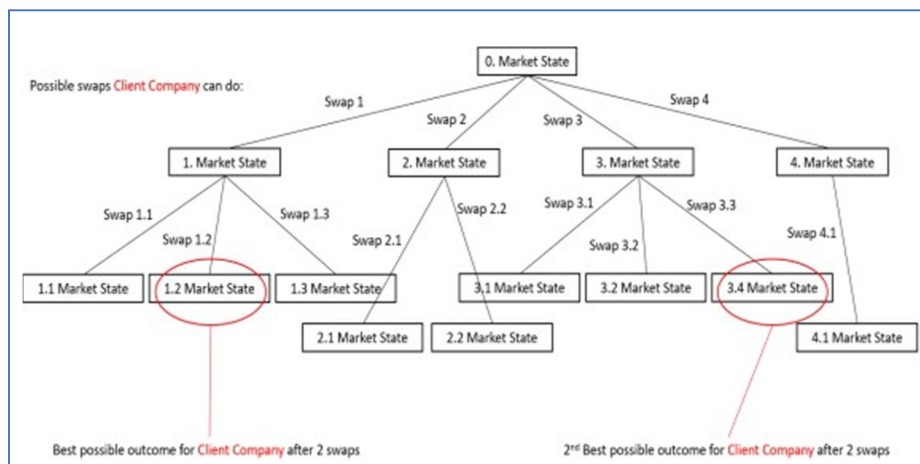 0. Market State
Possible swaps Client Company can do:
Swap 1
Swap 2
Swap 3
Swap 4
1. Market State
2. Market State
3. Market State
4. Market State
Swap 1.1
Swap 1.2
Swap 1.3
Swap 2.1
Swap 2.2
Swap 3.1
Swap 3.2
Swap 3.3
Swap 4.1
1.1 Market State
1.2 Market State
1.3 Market State
3.1 Market State
3.2 Market State
3.4 Market State
2.1 Market State
2.2 Market State
4.1 Market State
Best possible outcome for Client Company after 2 swaps
2nd Best possible outcome for Client Company after 2 swaps